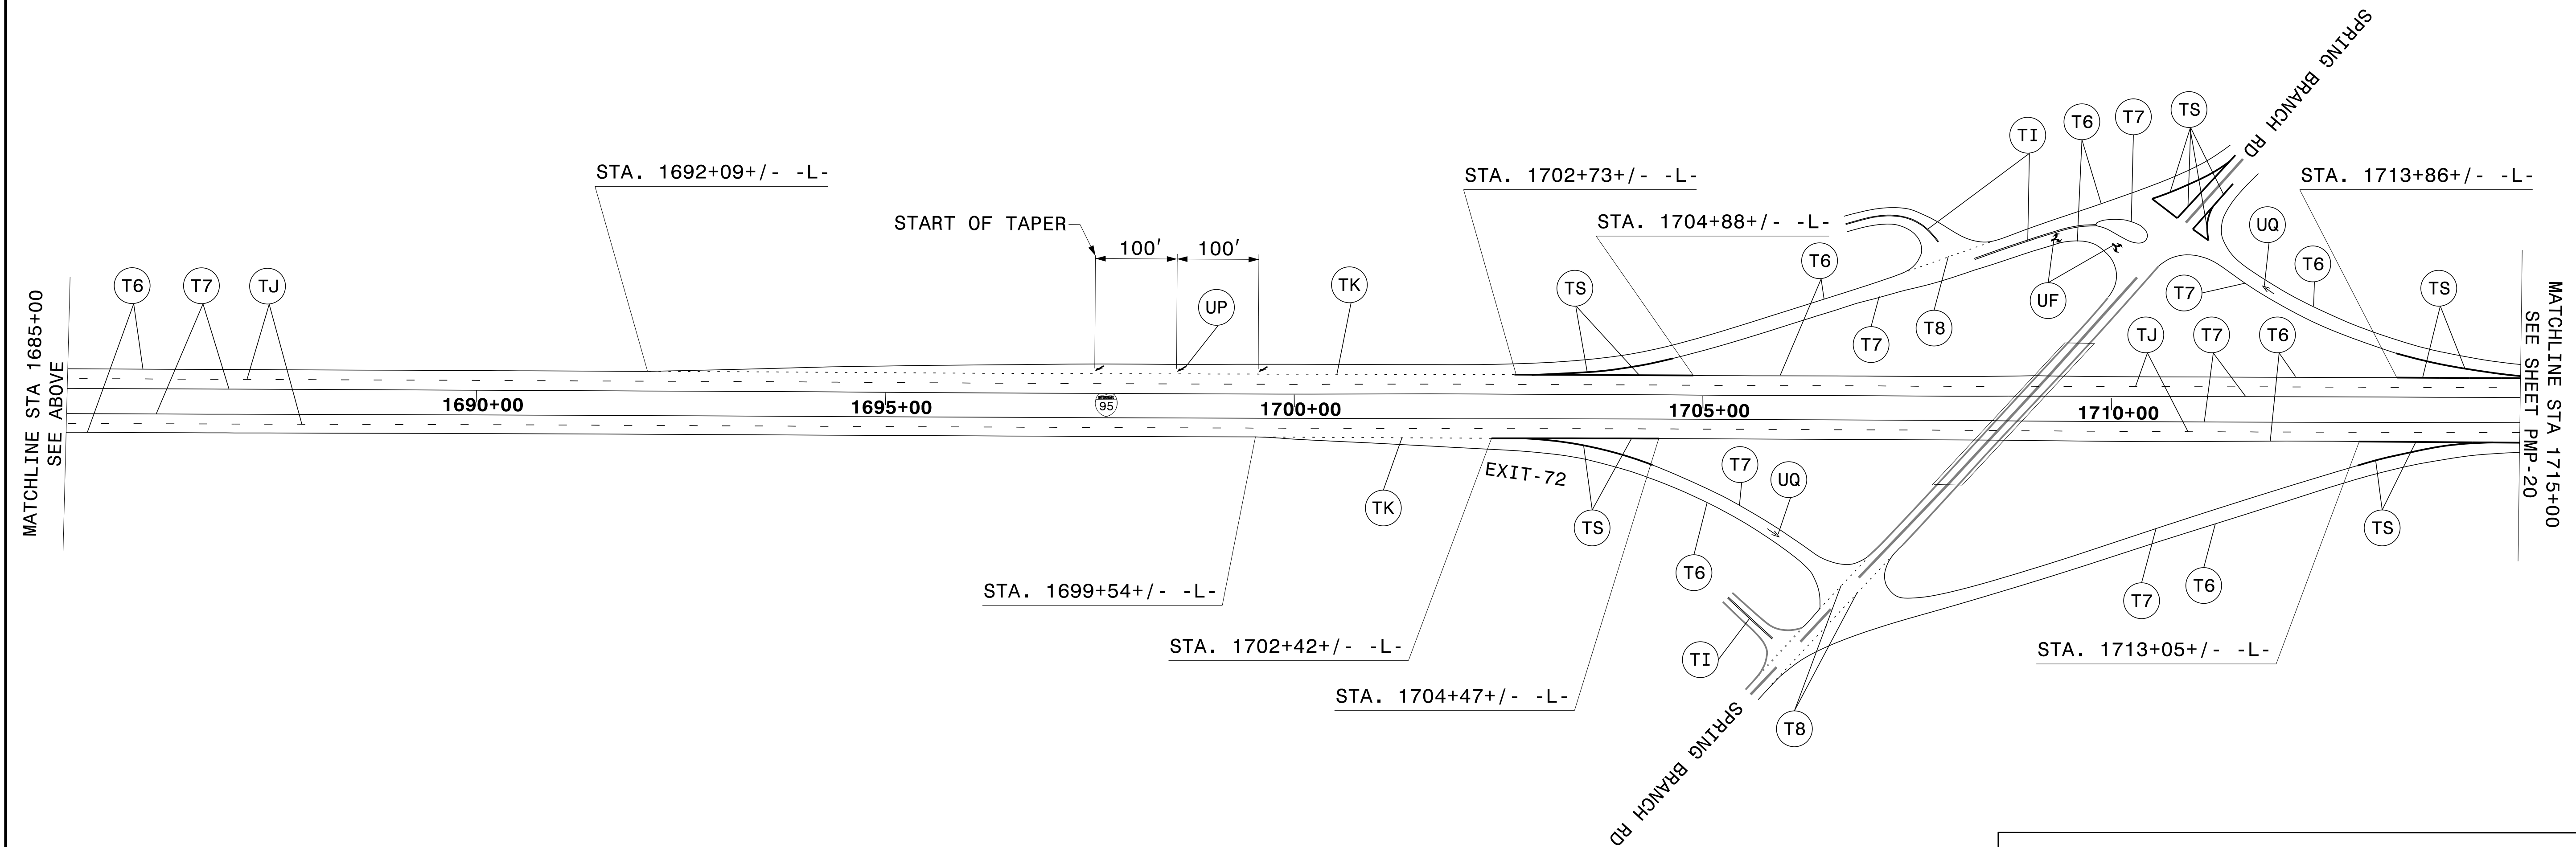 SPRING BRANCH RD
TI
T6
T7
TS
STA. 1692+09+/- -L-
STA. 1702+73+/- -L-
STA. 1713+86+/- -L-
START OF TAPER
STA. 1704+88+/- -L-
UQ
100'
100'
T6
T6
T6
T7
TJ
TK
TS
UF
T7
TS
UP
T8
T7
TJ
T7
T6
MATCHLINE STA 1685+00
SEE ABOVE
MATCHLINE STA 1715+00
SEE SHEET PMP-20
1690+00
1695+00
95
1700+00
1705+00
1710+00
EXIT-72
T7
UQ
TK
TS
TS
T6
T6
T7
STA. 1699+54+/- -L-
STA. 1702+42+/- -L-
TI
STA. 1713+05+/- -L-
STA. 1704+47+/- -L-
T8
SPRING BRANCH RD